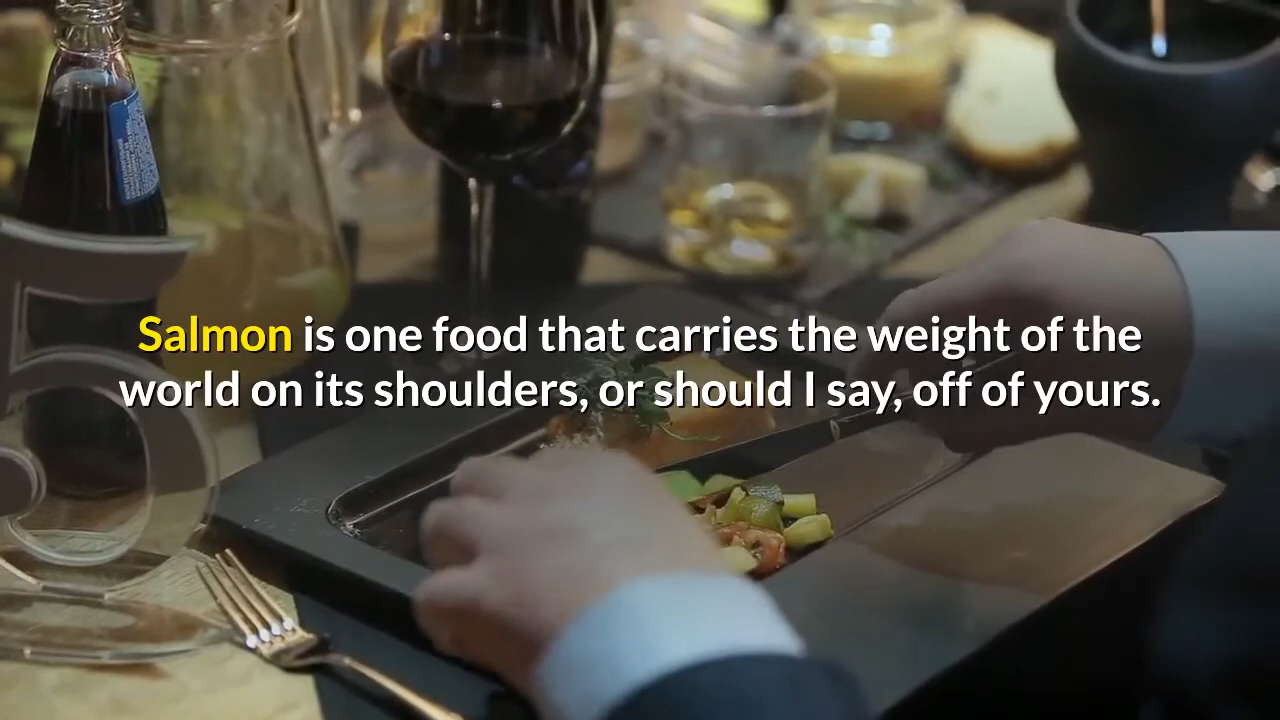 Salmon is one food that carries the weight of the
world on its shoulders, or should I say, off of yours.
5